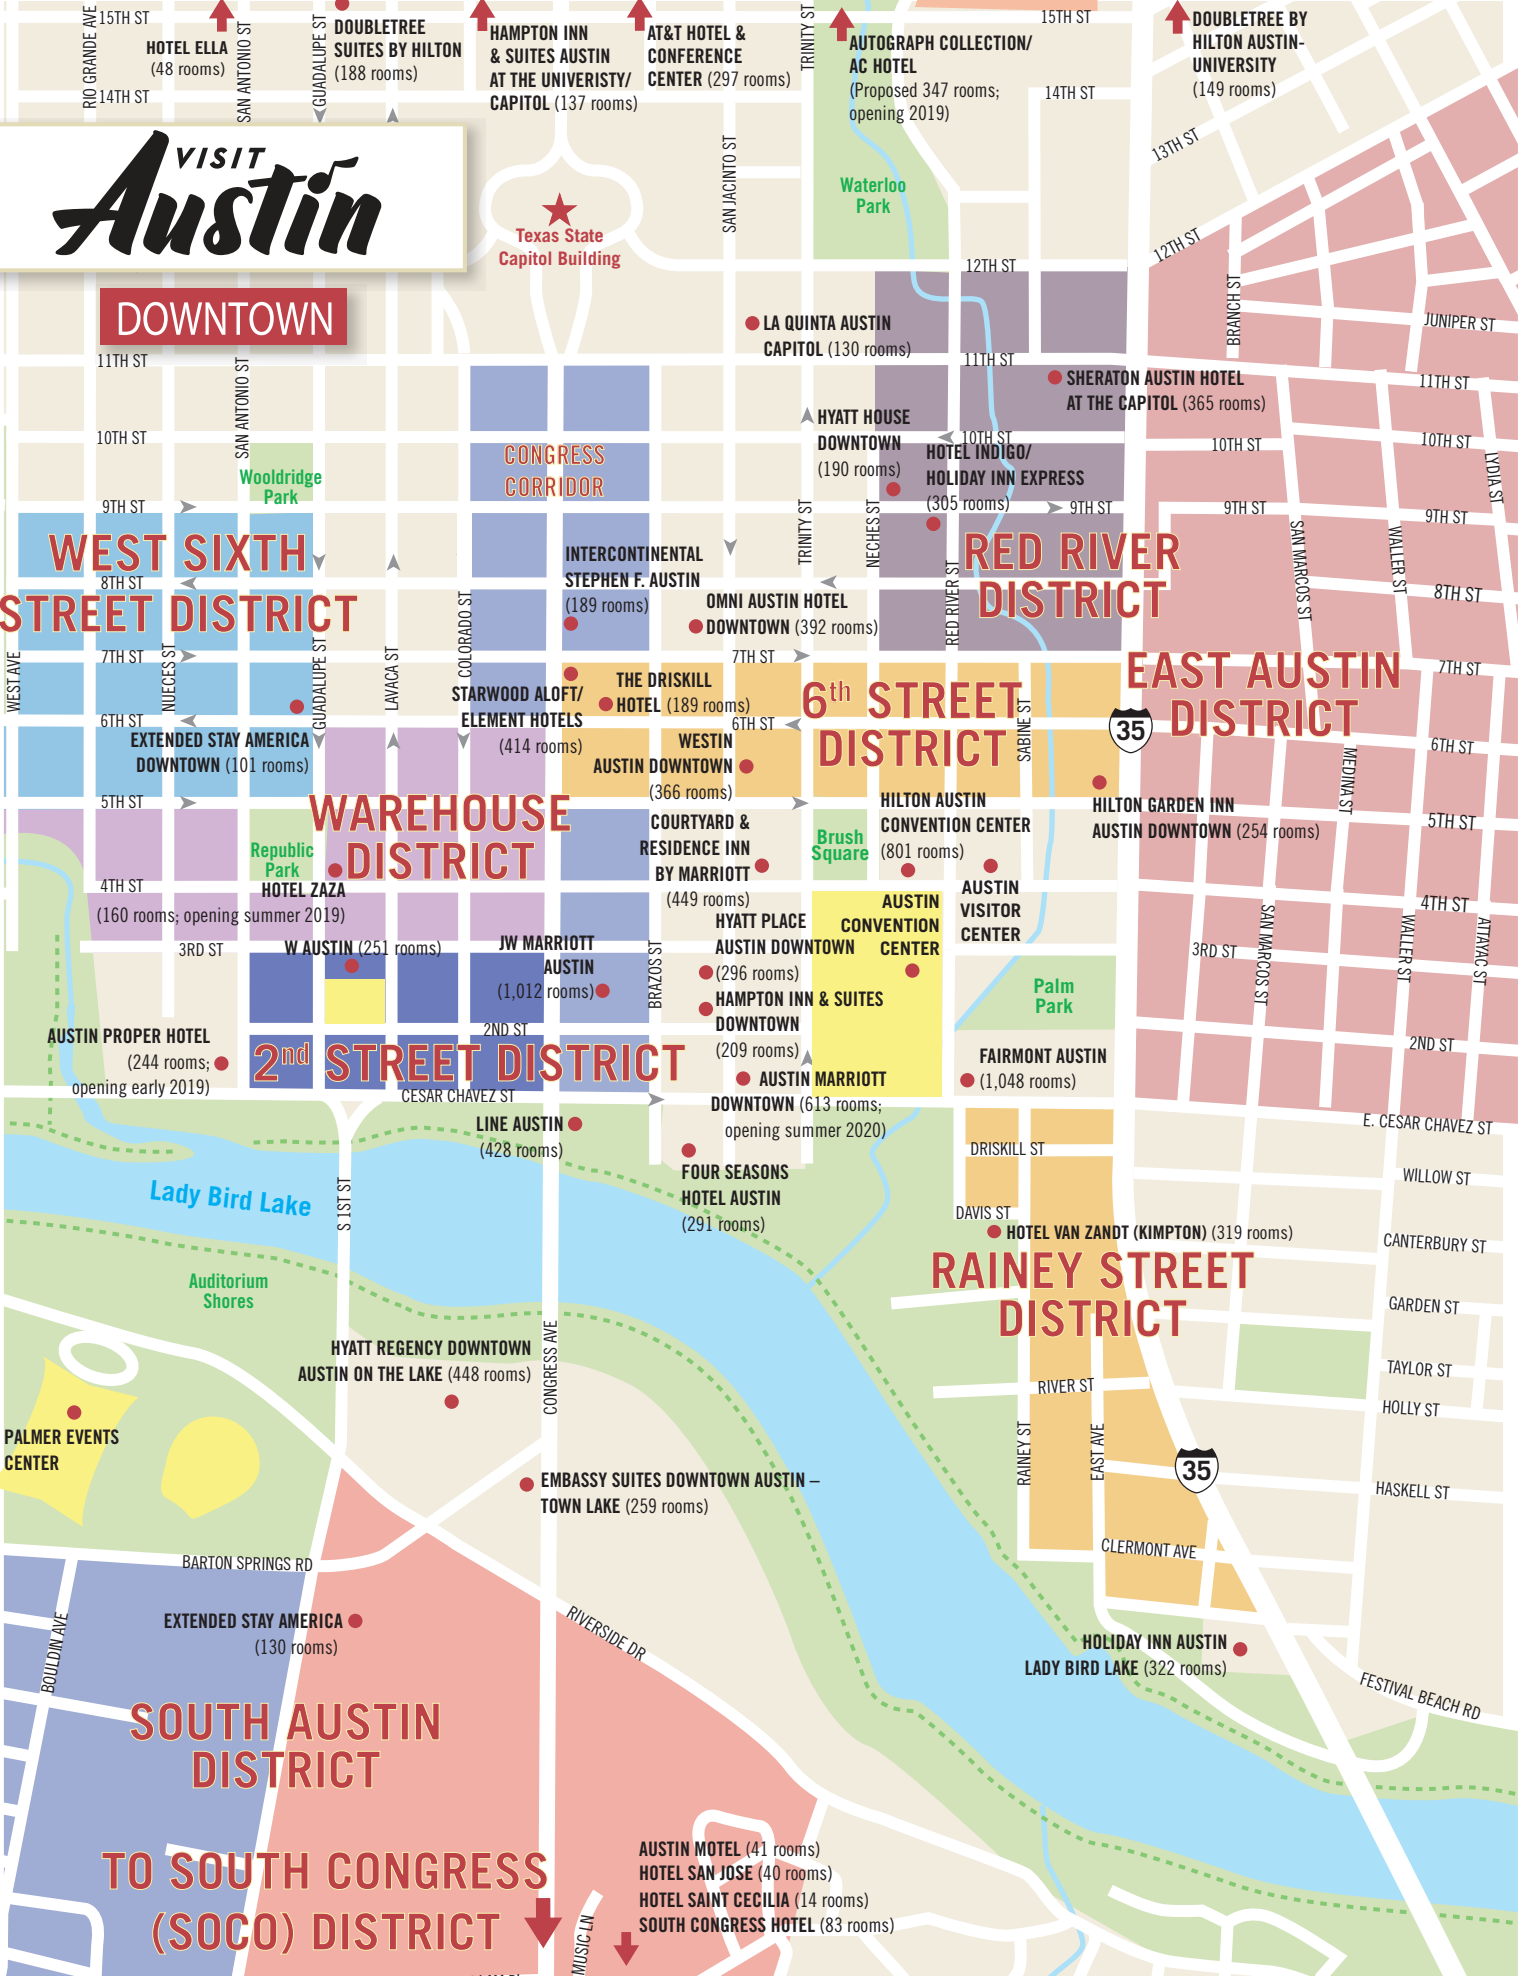 15TH ST
15TH ST
RIO GRANDE AVE
SAN ANTONIO ST
GUADALUPE ST
TRINITY ST
HOTEL ELLA
(48 rooms)
DOUBLETREE
SUITES BY HILTON
(188 rooms)
HAMPTON INN
& SUITES AUSTIN
AT THE UNIVERISTY/
CAPITOL (137 rooms)
AT&T HOTEL &
CONFERENCE
CENTER (297 rooms)
AUTOGRAPH COLLECTION/
AC HOTEL
(Proposed 347 rooms;
opening 2019)
DOUBLETREE BY
HILTON AUSTIN-
UNIVERSITY
(149 rooms)
14TH ST
14TH ST
13TH ST
VISIT
Austin
DOWNTOWN
SAN JACINTO ST
Waterloo
Park
Texas State
Capitol Building
12TH ST
12TH ST
BRANCH ST
JUNIPER ST
LA QUINTA AUSTIN
CAPITOL (130 rooms)
11TH ST
11TH ST
11TH ST
SAN ANTONIO ST
SHERATON AUSTIN HOTEL
AT THE CAPITOL (365 rooms)
10TH ST
10TH ST
10TH ST
10TH ST
CONGRESS
CORRIDOR
HYATT HOUSE
DOWNTOWN
(190 rooms)
HOTEL INDIGO/
HOLIDAY INN EXPRESS
(305 rooms)
LYDIA ST
Wooldridge
Park
9TH ST
9TH ST
9TH ST
9TH ST
TRINITY ST
NECHES ST
RED RIVER ST
SAN MARCOS ST
WALLER ST
WEST SIXTH
STREET DISTRICT
8TH ST
8TH ST
INTERCONTINENTAL
STEPHEN F. AUSTIN
(189 rooms)
OMNI AUSTIN HOTEL
DOWNTOWN (392 rooms)
RED RIVER
DISTRICT
COLORADO ST
WEST AVE
NUECES ST
GUADALUPE ST
LAVACA ST
7TH ST
7TH ST
7TH ST
EAST AUSTIN
DISTRICT
6th STREET
DISTRICT
SABINE ST
35
STARWOOD ALOFT/
ELEMENT HOTELS
(414 rooms)
THE DRISKILL
HOTEL (189 rooms)
6TH ST
6TH ST
6TH ST
EXTENDED STAY AMERICA
DOWNTOWN (101 rooms)
WESTIN
AUSTIN DOWNTOWN
(366 rooms)
MEDINA ST
5TH ST
5TH ST
WAREHOUSE
DISTRICT
COURTYARD &
RESIDENCE INN
BY MARRIOTT
(449 rooms)
Brush
Square
HILTON AUSTIN
CONVENTION CENTER
(801 rooms)
HILTON GARDEN INN
AUSTIN DOWNTOWN (254 rooms)
Republic
Park
4TH ST
4TH ST
HOTEL ZAZA
(160 rooms; opening summer 2019)
AUSTIN
VISITOR
CENTER
AUSTIN
CONVENTION
CENTER
SAN MARCOS ST
WALLER ST
ATTAYAC ST
3RD ST
3RD ST
W AUSTIN (251 rooms)
JW MARRIOTT
AUSTIN
(1,012 rooms)
BRAZOS ST
HYATT PLACE
AUSTIN DOWNTOWN
(296 rooms)
HAMPTON INN & SUITES
DOWNTOWN
(209 rooms)
Palm
Park
2ND ST
2ND ST
2nd STREET DISTRICT
AUSTIN PROPER HOTEL
(244 rooms;
opening early 2019)
FAIRMONT AUSTIN
(1,048 rooms)
AUSTIN MARRIOTT
DOWNTOWN (613 rooms;
opening summer 2020)
CESAR CHAVEZ ST
E. CESAR CHAVEZ ST
LINE AUSTIN
(428 rooms)
DRISKILL ST
WILLOW ST
FOUR SEASONS
HOTEL AUSTIN
(291 rooms)
Lady Bird Lake
S 1ST ST
DAVIS ST
HOTEL VAN ZANDT (KIMPTON) (319 rooms)
CANTERBURY ST
RAINEY STREET
DISTRICT
Auditorium
Shores
GARDEN ST
HYATT REGENCY DOWNTOWN
AUSTIN ON THE LAKE (448 rooms)
CONGRESS AVE
TAYLOR ST
RIVER ST
HOLLY ST
PALMER EVENTS
CENTER
RAINEY ST
EAST AVE
35
HASKELL ST
EMBASSY SUITES DOWNTOWN AUSTIN –
TOWN LAKE (259 rooms)
CLERMONT AVE
BARTON SPRINGS RD
BOULDIN AVE
EXTENDED STAY AMERICA
(130 rooms)
RIVERSIDE DR
HOLIDAY INN AUSTIN
LADY BIRD LAKE (322 rooms)
FESTIVAL BEACH RD
SOUTH AUSTIN
DISTRICT
TO SOUTH CONGRESS
(SOCO) DISTRICT
AUSTIN MOTEL (41 rooms)
HOTEL SAN JOSE (40 rooms)
HOTEL SAINT CECILIA (14 rooms)
SOUTH CONGRESS HOTEL (83 rooms)
MUSIC LN